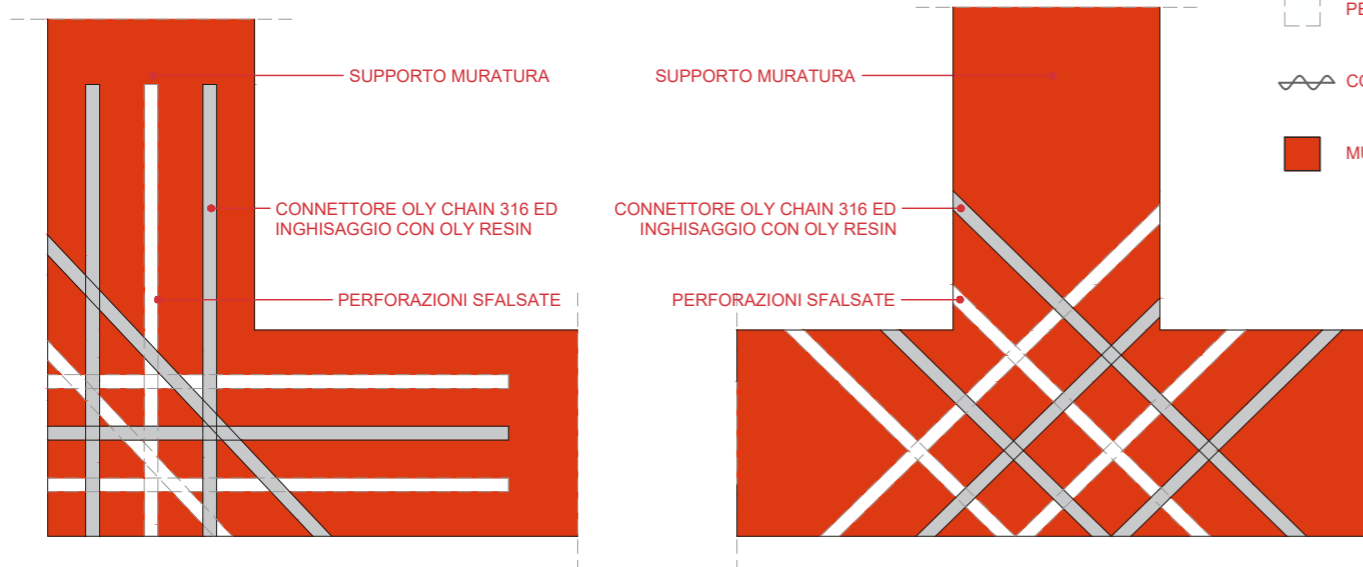 SUPPORTO MURATURA
CONNETTORE OLY CHAIN 316 ED
INGHISAGGIO CON OLY RESIN
PERFORAZIONI SFALSATE
SUPPORTO MURATURA
CONNETTORE OLY CHAIN 316 ED
INGHISAGGIO CON OLY RESIN
PERFORAZIONI SFALSATE